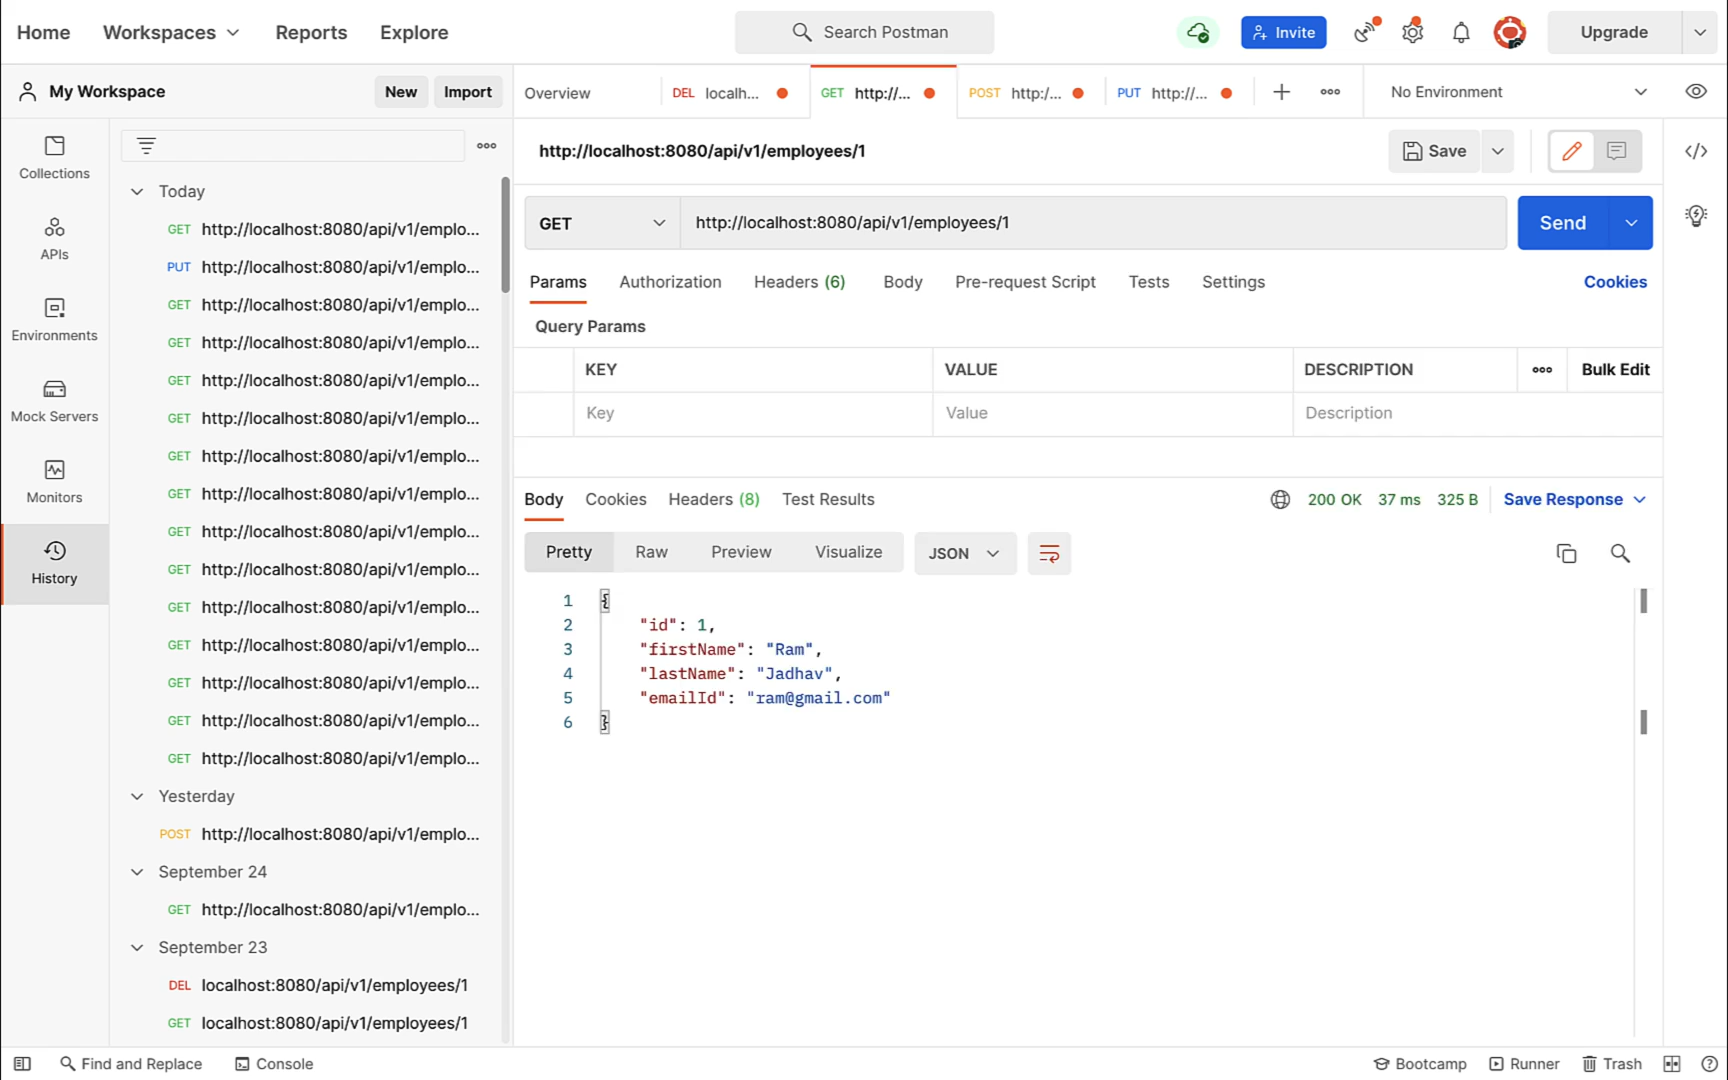 Home Workspaces Reports Explore Search Postman Invite Upgrade
My Workspace New Import Overview DEL localh... GET http://... POST http:/... PUT http://... No Environment
http://localhost:8080/api/v1/employees/1 Save
Collections
APIs
Environments
Mock Servers
Monitors
History
Today
GET http://localhost:8080/api/v1/emplo...
PUT http://localhost:8080/api/v1/emplo...
GET http://localhost:8080/api/v1/emplo...
GET http://localhost:8080/api/v1/emplo...
GET http://localhost:8080/api/v1/emplo...
GET http://localhost:8080/api/v1/emplo...
GET http://localhost:8080/api/v1/emplo...
GET http://localhost:8080/api/v1/emplo...
GET http://localhost:8080/api/v1/emplo...
GET http://localhost:8080/api/v1/emplo...
GET http://localhost:8080/api/v1/emplo...
GET http://localhost:8080/api/v1/emplo...
GET http://localhost:8080/api/v1/emplo...
GET http://localhost:8080/api/v1/emplo...
GET http://localhost:8080/api/v1/emplo...
Yesterday
POST http://localhost:8080/api/v1/emplo...
September 24
GET http://localhost:8080/api/v1/emplo...
September 23
DEL localhost:8080/api/v1/employees/1
GET localhost:8080/api/v1/employees/1
GET http://localhost:8080/api/v1/employees/1 Send
Params Authorization Headers (6) Body Pre-request Script Tests Settings Cookies
Query Params
KEY VALUE DESCRIPTION Bulk Edit
Key Value Description
Body Cookies Headers (8) Test Results 200 OK 37 ms 325 B Save Response
Pretty Raw Preview Visualize JSON
1 {
2 "id": 1,
3 "firstName": "Ram",
4 "lastName": "Jadhav",
5 "emailId": "ram@gmail.com"
6 }
Find and Replace Console Bootcamp Runner Trash